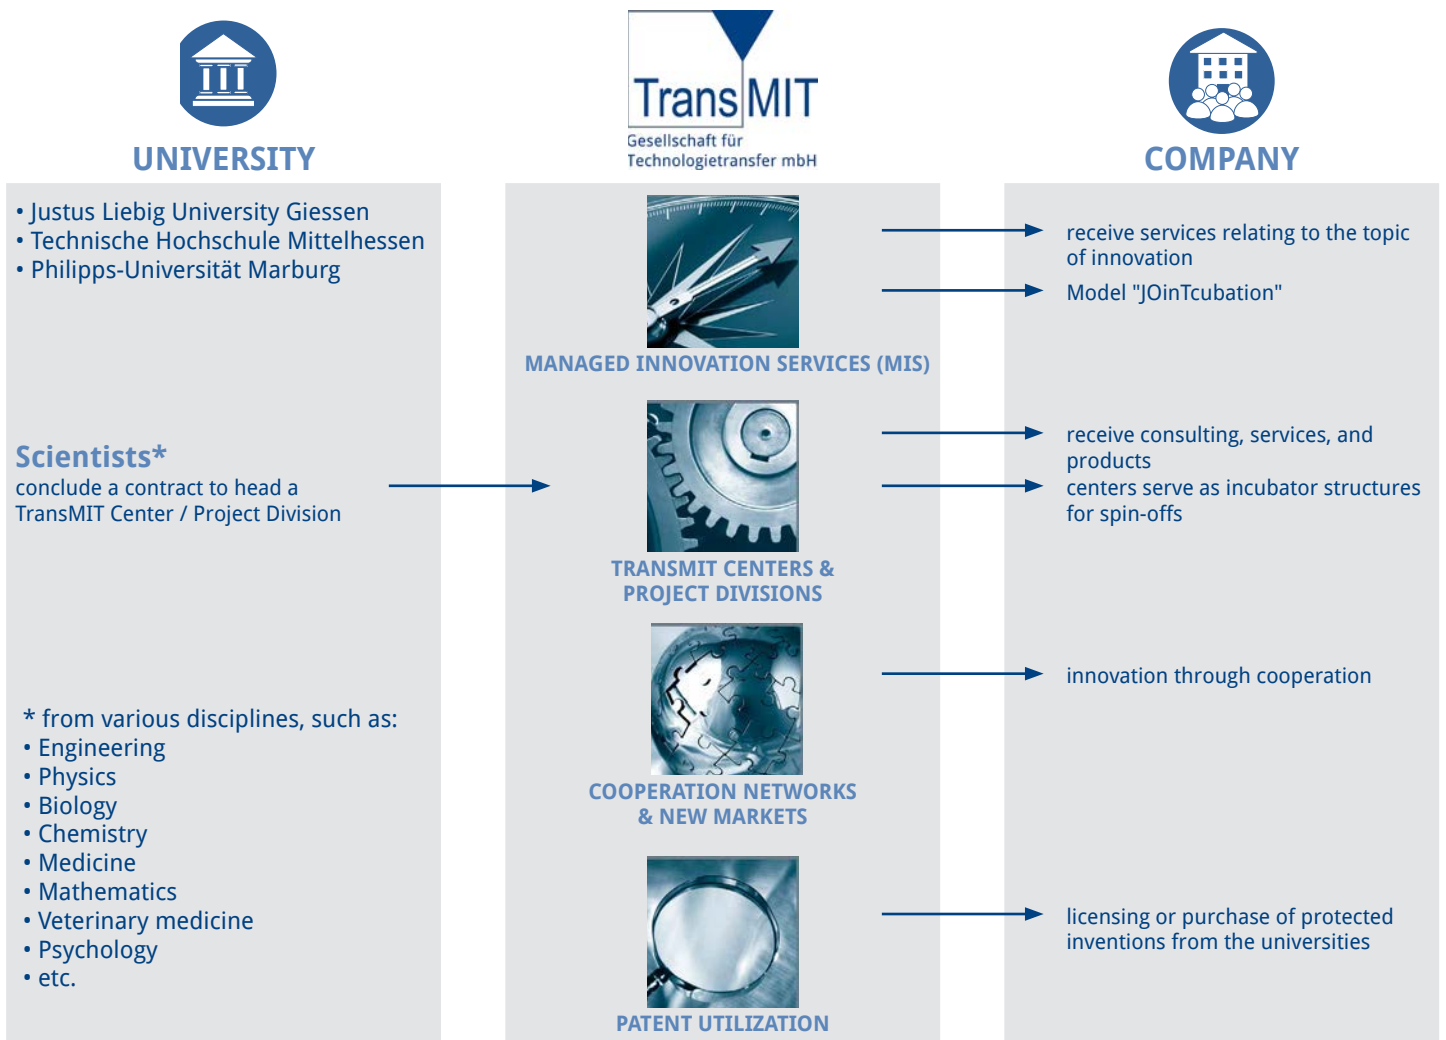 UNIVERSITY
• Justus Liebig University Giessen
• Technische Hochschule Mittelhessen
• Philipps-Universität Marburg
Scientists*
conclude a contract to head a
TransMIT Center / Project Division
* from various disciplines, such as:
• Engineering
• Physics
• Biology
• Chemistry
• Medicine
• Mathematics
• Veterinary medicine
• Psychology
• etc.
TransMIT
Gesellschaft für
Technologietransfer mbH
MANAGED INNOVATION SERVICES (MIS)
TRANSMIT CENTERS &
PROJECT DIVISIONS
COOPERATION NETWORKS
& NEW MARKETS
PATENT UTILIZATION
COMPANY
receive services relating to the topic
of innovation
Model "JOinTcubation"
receive consulting, services, and
products
centers serve as incubator structures
for spin-offs
innovation through cooperation
licensing or purchase of protected
inventions from the universities